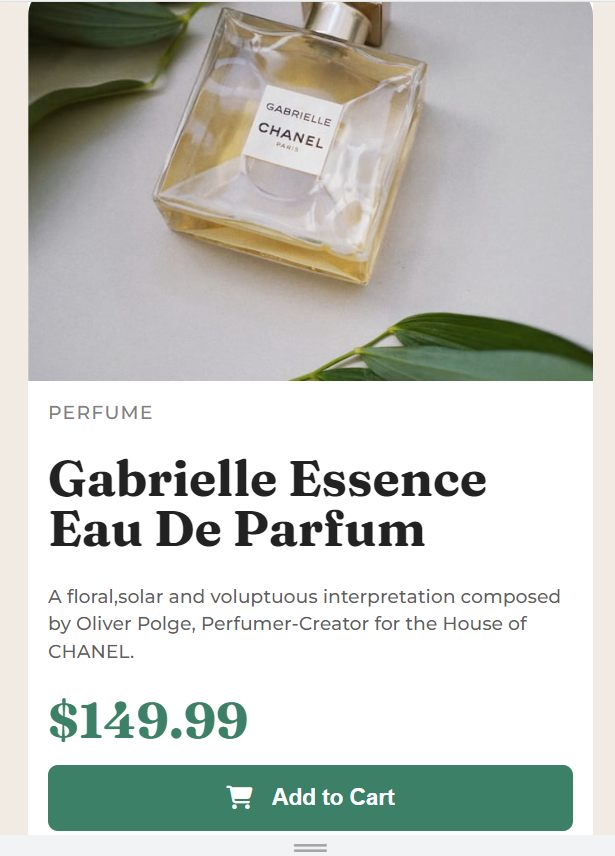 GABRIELLE
CHANEL
PARIS
PERFUME
Gabrielle Essence
Eau De Parfum
A floral,solar and voluptuous interpretation composed
by Oliver Polge, Perfumer-Creator for the House of
CHANEL.
$149.99
Add to Cart